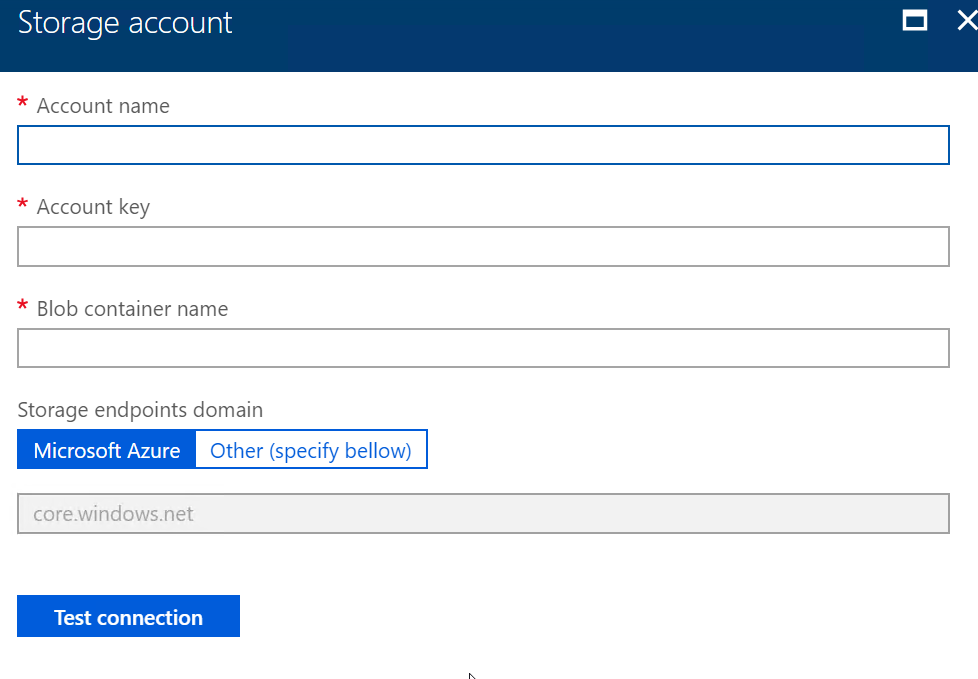 Storage account
* Account name
* Account key
* Blob container name
Storage endpoints domain
Microsoft Azure Other (specify bellow)
core.windows.net
Test connection